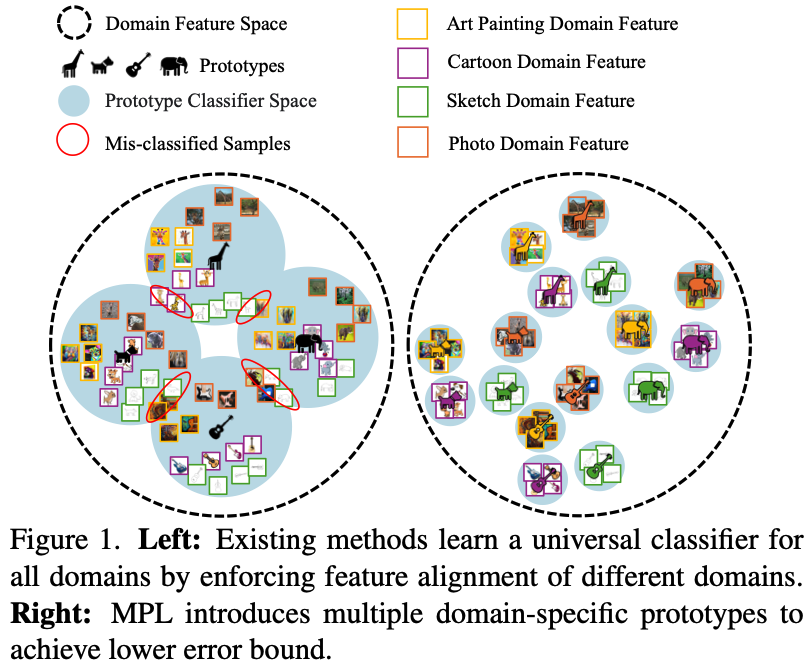 Domain Feature Space
Prototypes
Prototype Classifier Space
Mis-classified Samples
Art Painting Domain Feature
Cartoon Domain Feature
Sketch Domain Feature
Photo Domain Feature
Figure 1. Left: Existing methods learn a universal classifier for
all domains by enforcing feature alignment of different domains.
Right: MPL introduces multiple domain-specific prototypes to
achieve lower error bound.